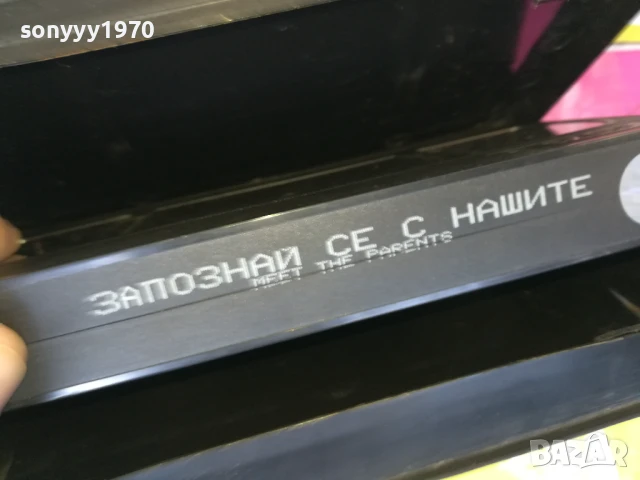 sonyyy1970
ЗАПОЗНАЙ СЕ С НАШИТЕ
MEET THE PARENTS
BAZAR